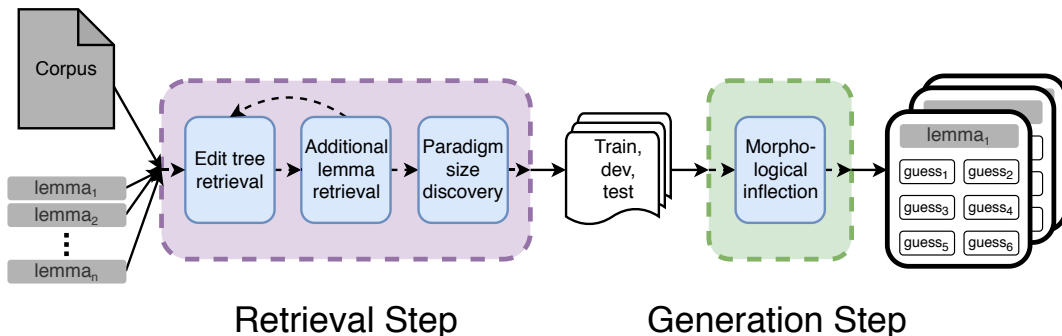 Corpus
lemma₁
lemma₂
lemmaₙ
Edit tree
retrieval
Additional
lemma
retrieval
Paradigm
size
discovery
Train,
dev,
test
Morpho-
logical
inflection
lemma₁
guess₁ guess₂
guess₃ guess₄
guess₅ guess₆
Retrieval Step
Generation Step